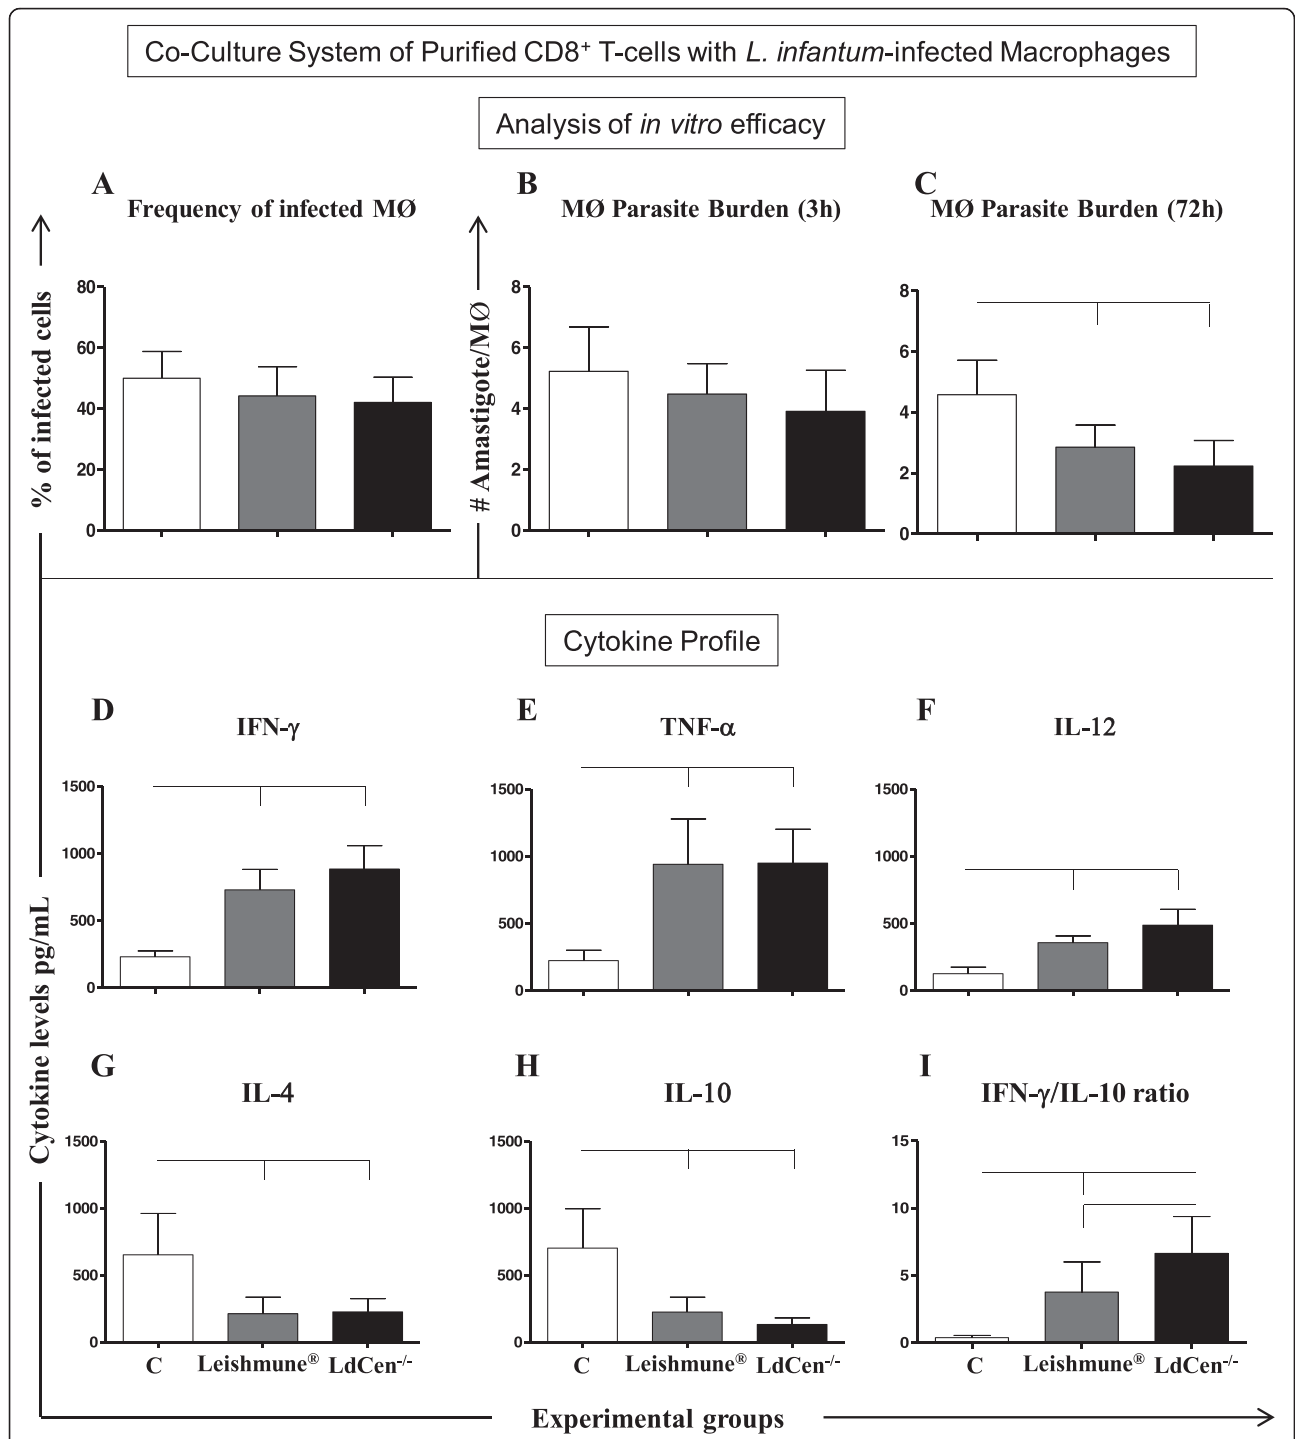 Co-Culture System of Purified CD8⁺ T-cells with L. infantum-infected Macrophages
Analysis of in vitro efficacy
A
Frequency of infected MØ
% of infected cells
80
60
40
20
0
B
MØ Parasite Burden (3h)
# Amastigote/MØ
8
6
4
2
0
C
MØ Parasite Burden (72h)
8
6
4
2
0
Cytokine Profile
Cytokine levels pg/mL
D
IFN-γ
1500
1000
500
0
E
TNF-α
1500
1000
500
0
F
IL-12
1500
1000
500
0
G
IL-4
1500
1000
500
0
C Leishmune® LdCen⁻/⁻
H
IL-10
1500
1000
500
0
C Leishmune® LdCen⁻/⁻
I
IFN-γ/IL-10 ratio
15
10
5
0
C Leishmune® LdCen⁻/⁻
Experimental groups